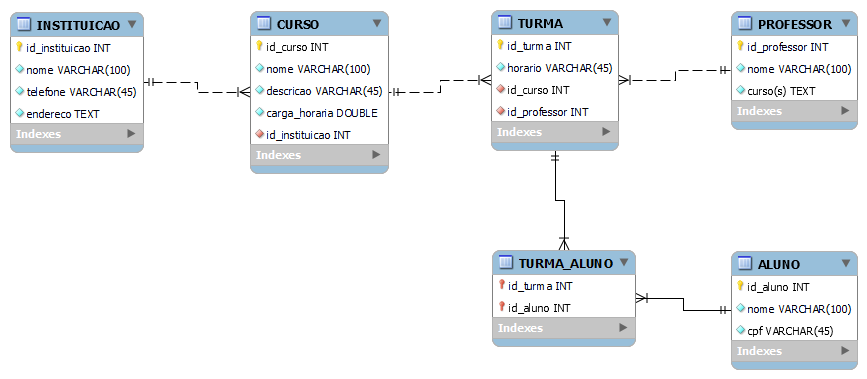 INSTITUICAO
id_instituicao INT
nome VARCHAR(100)
telefone VARCHAR(45)
endereco TEXT
Indexes
CURSO
id_curso INT
nome VARCHAR(100)
descricao VARCHAR(45)
carga_horaria DOUBLE
id_instituicao INT
Indexes
TURMA
id_turma INT
horario VARCHAR(45)
id_curso INT
id_professor INT
Indexes
PROFESSOR
id_professor INT
nome VARCHAR(100)
curso(s) TEXT
Indexes
TURMA_ALUNO
id_turma INT
id_aluno INT
Indexes
ALUNO
id_aluno INT
nome VARCHAR(100)
cpf VARCHAR(45)
Indexes